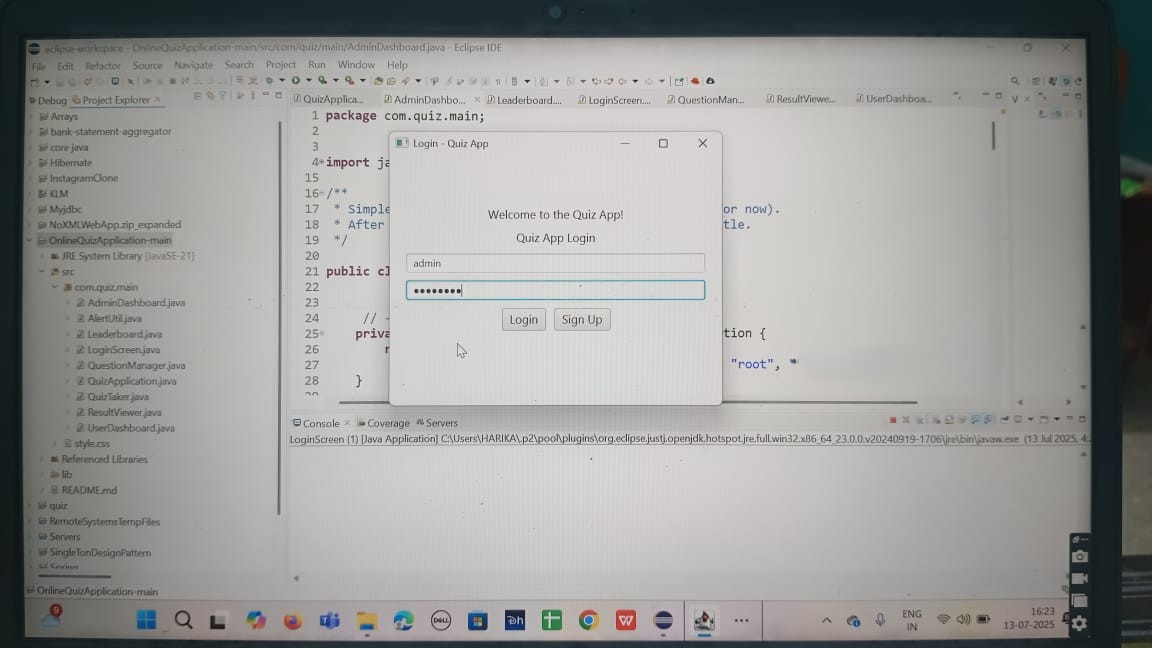 eclipse-workspace - OnlineQuizApplication-main/src/com/quiz/main/AdminDashboard.java - Eclipse IDE
File Edit Refactor Source Navigate Search Project Run Window Help
Debug Project Explorer ×
QuizApplica... AdminDashbo... × Leaderboard.... LoginScreen.... QuestionMan... ResultViewe... UserDashboa...
Arrays
bank-statement-aggregator
core java
Hibernate
InstagramClone
KLM
Myjdbc
NoXMLWebApp.zip_expanded
OnlineQuizApplication-main
JRE System Library [JavaSE-21]
src
com.quiz.main
AdminDashboard.java
AlertUtil.java
Leaderboard.java
LoginScreen.java
QuestionManager.java
QuizApplication.java
QuizTaker.java
ResultViewer.java
UserDashboard.java
style.css
Referenced Libraries
lib
README.md
quiz
RemoteSystemsTempFiles
Servers
SingleTonDesignPattern
Spring
OnlineQuizApplication-main
1 package com.quiz.main;
2
3
4 import ja
15
16 /**
17 * Simple or now).
18 * After tle.
19 */
20
21 public cl
22
23
24 // -
25 priva tion {
26 r
27 "root", "
28 }
29
Login - Quiz App
Welcome to the Quiz App!
Quiz App Login
admin
••••••••
Login Sign Up
Console × Coverage Servers
LoginScreen (1) [Java Application] C:\Users\HARIKA\.p2\pool\plugins\org.eclipse.justj.openjdk.hotspot.jre.full.win32.x86_64_23.0.0.v20240919-1706\jre\bin\javaw.exe (13 Jul 2025, 4:
9
DELL
Dh
W
ENG
IN
16:23
13-07-2025